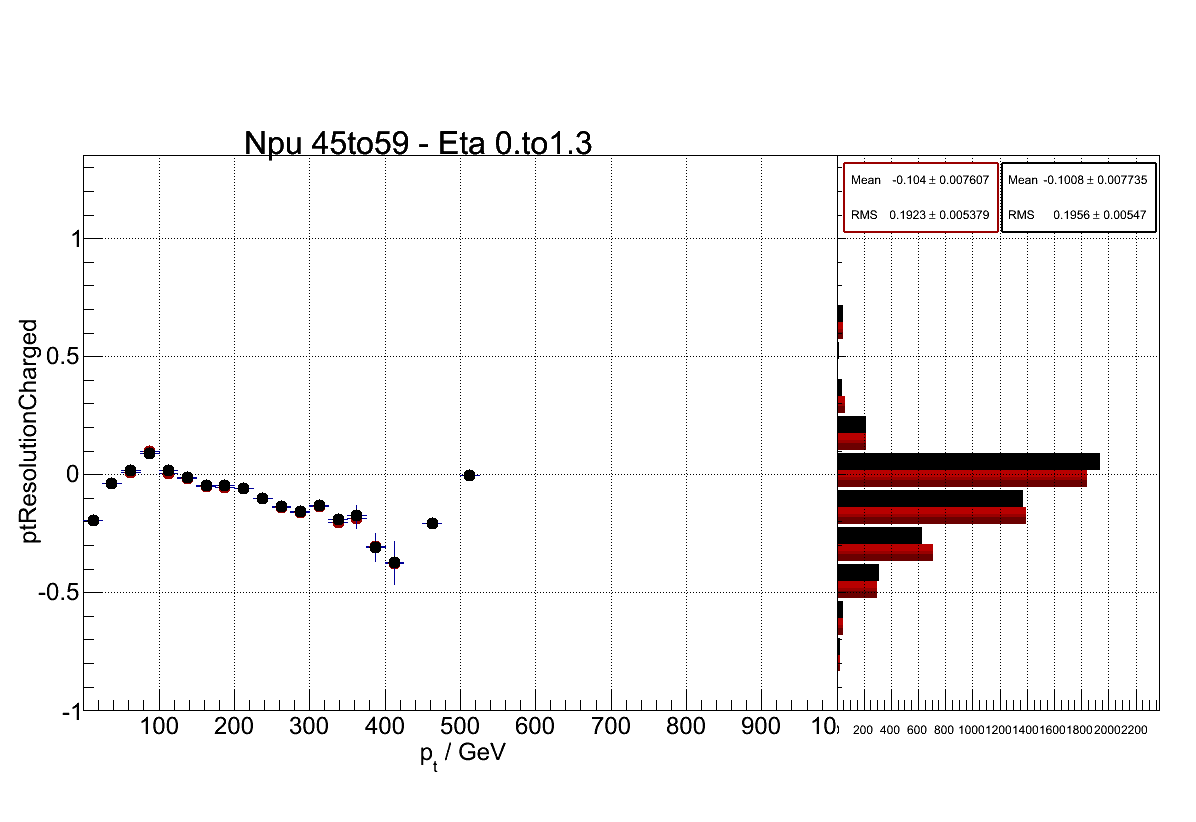 Npu 45to59 - Eta 0.to1.3
Mean -0.104 ± 0.007607
RMS 0.1923 ± 0.005379
Mean -0.1008 ± 0.007735
RMS 0.1956 ± 0.00547
ptResolutionCharged
1
0.5
0
-0.5
-1
100 200 300 400 500 600 700 800 900 10
p_t / GeV
200 400 600 800 1000 1200 1400 1600 1800 2000 2200